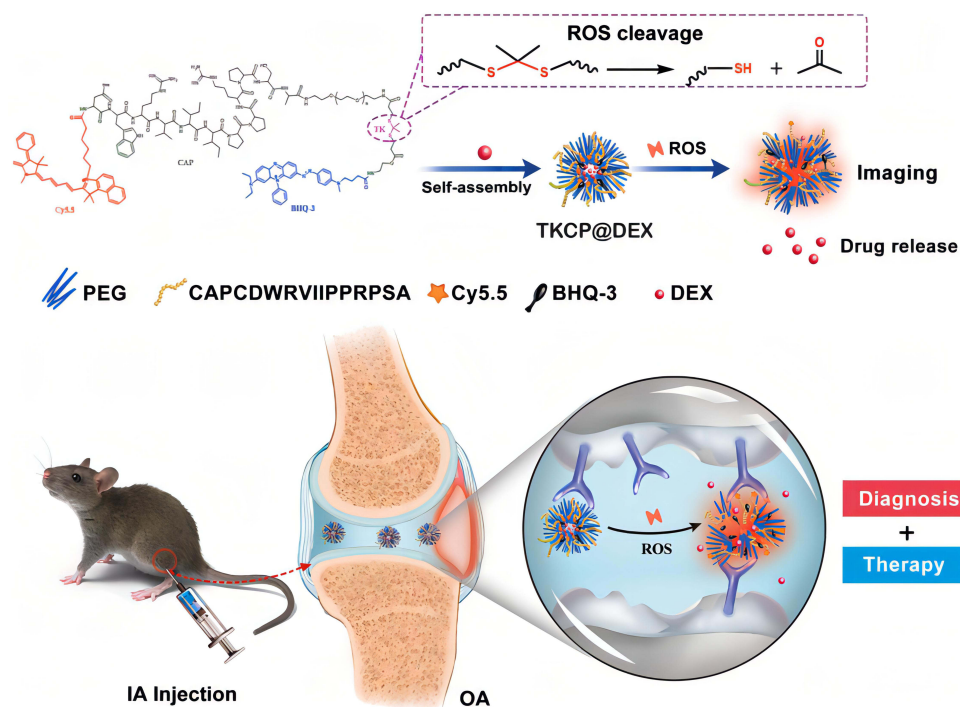 ROS cleavage
S
S
SH
+
O
CAP
TK
n
Cy5.5
BHQ-3
Self-assembly
ROS
TKCP@DEX
Imaging
Drug release
PEG
CAPCDWRVIIPPRPSA
Cy5.5
BHQ-3
DEX
ROS
Diagnosis
+
Therapy
IA Injection
OA